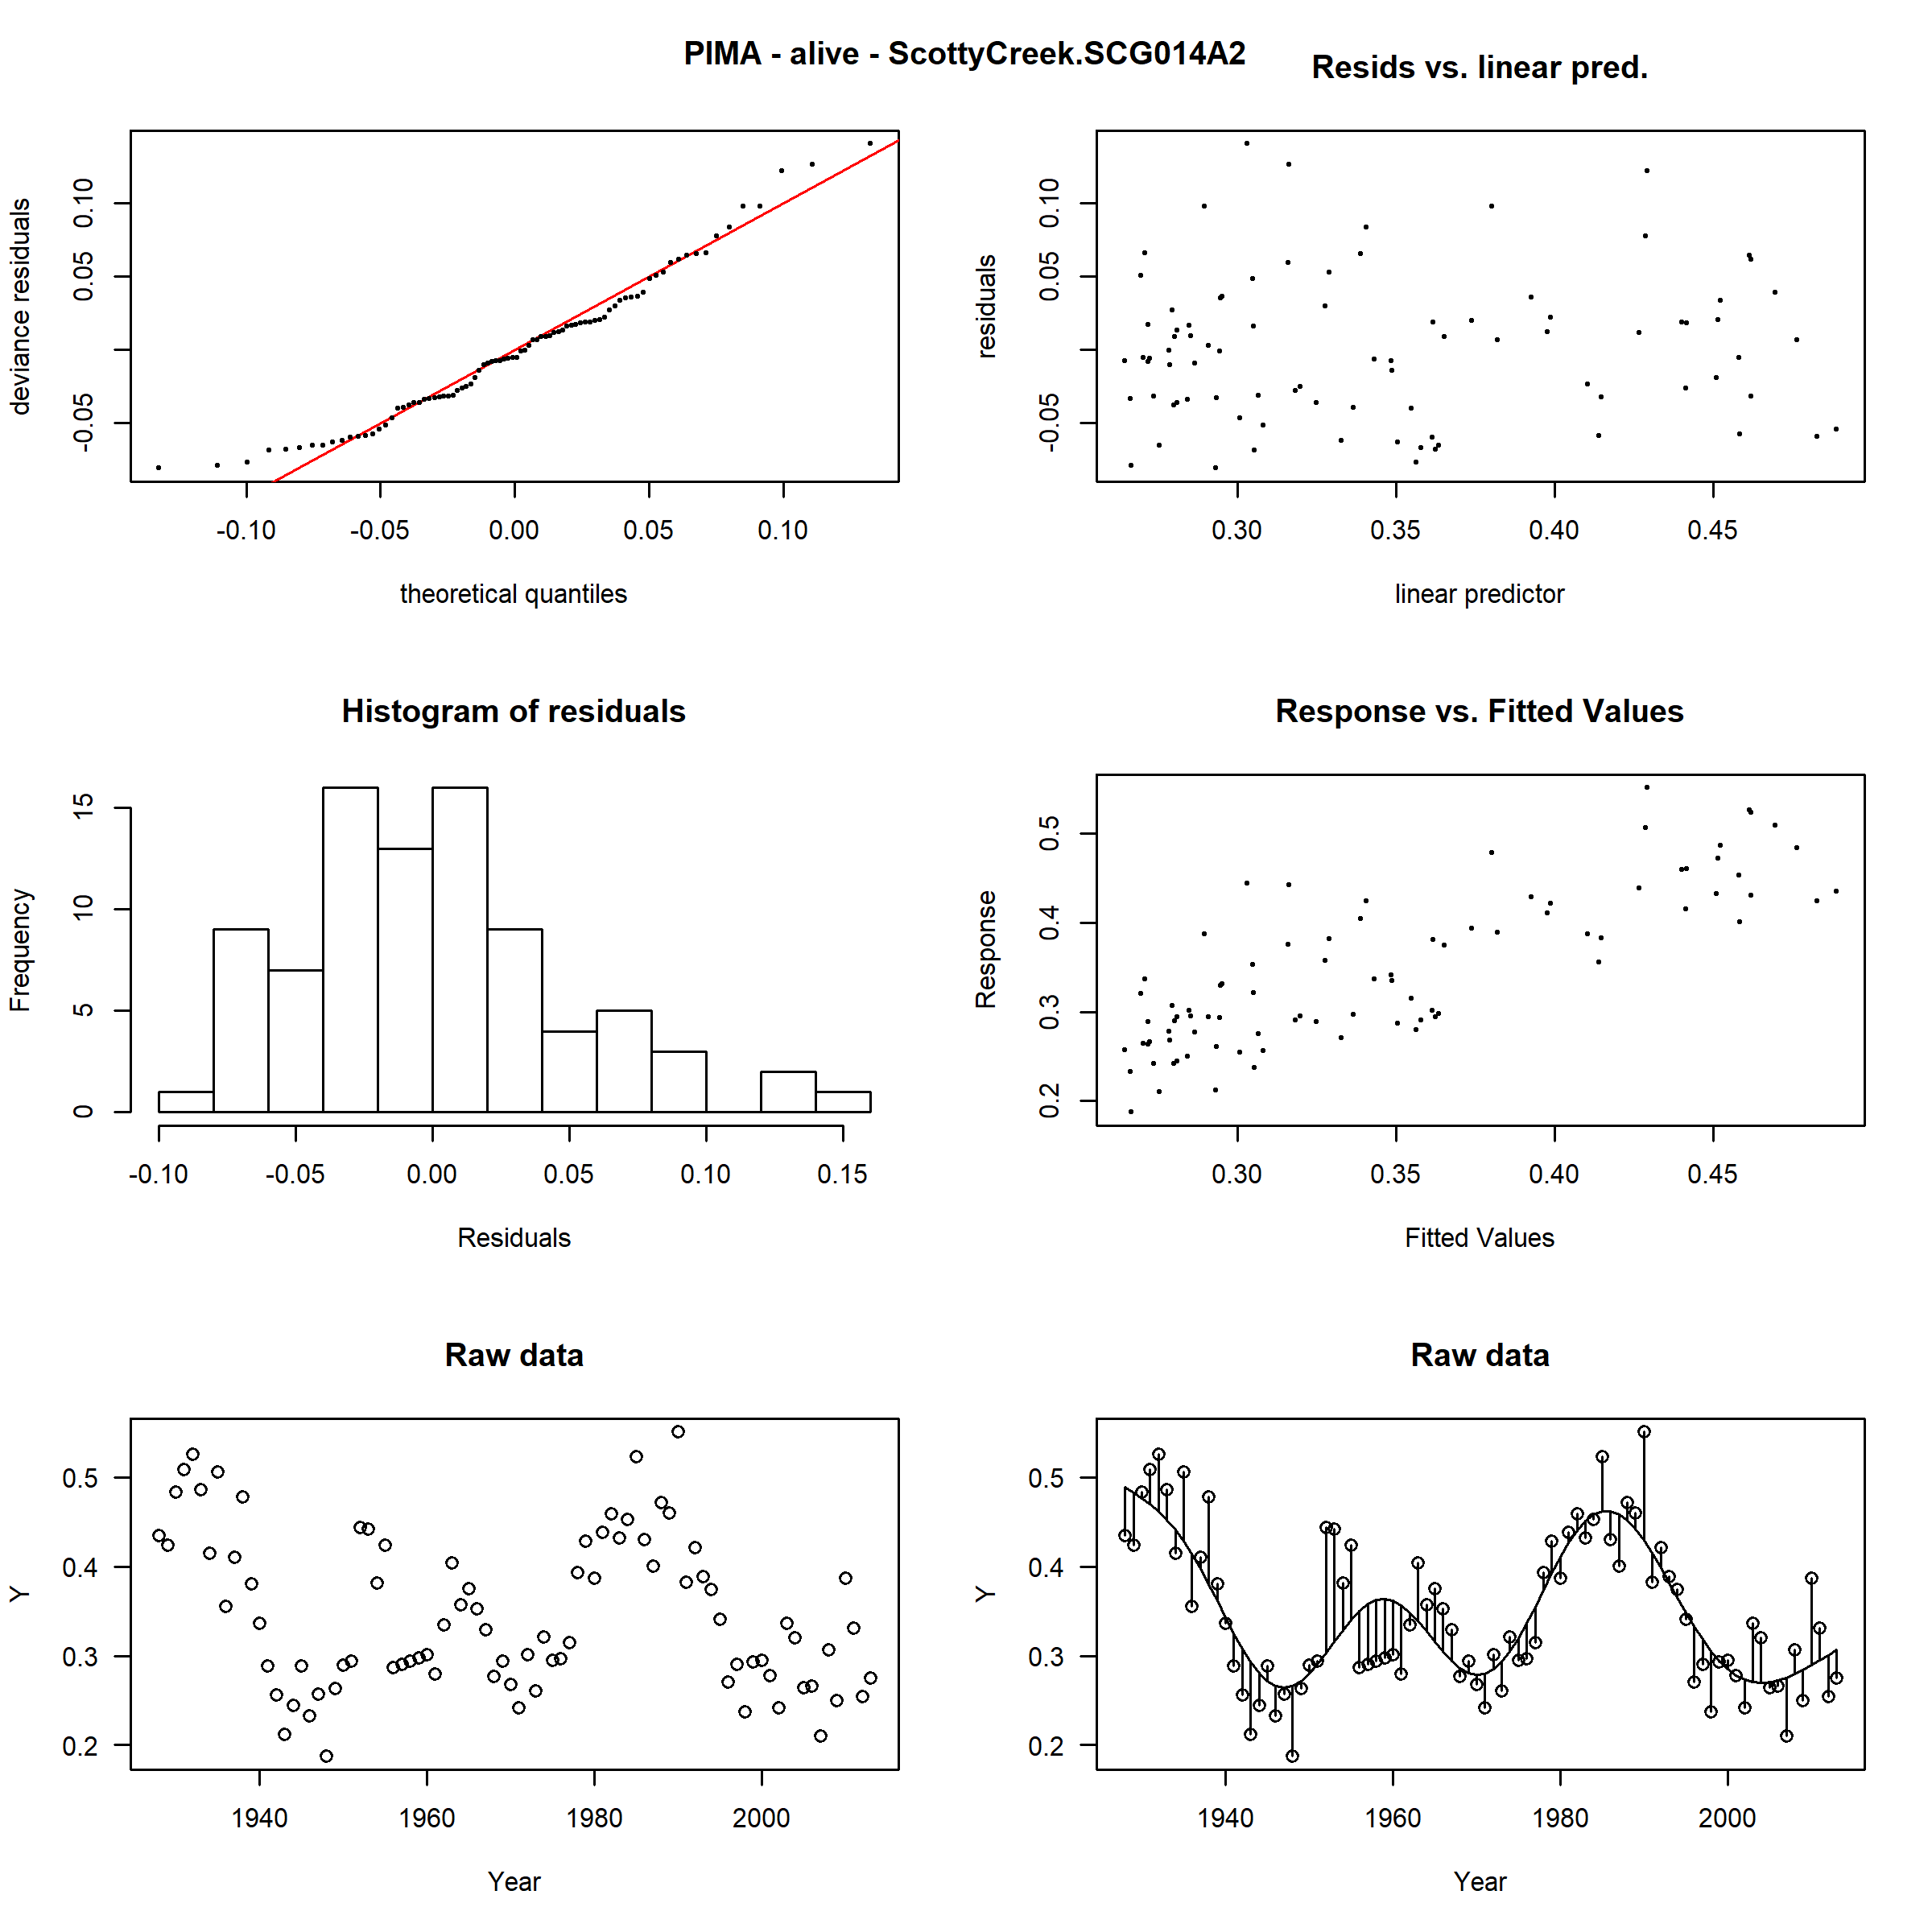 PIMA - alive - ScottyCreek.SCG014A2
Resids vs. linear pred.
deviance residuals
-0.05 0.05 0.10
-0.10 -0.05 0.00 0.05 0.10
theoretical quantiles
residuals
-0.05 0.05 0.10
0.30 0.35 0.40 0.45
linear predictor
Histogram of residuals
Frequency
0 5 10 15
-0.10 -0.05 0.00 0.05 0.10 0.15
Residuals
Response vs. Fitted Values
Response
0.2 0.3 0.4 0.5
0.30 0.35 0.40 0.45
Fitted Values
Raw data
Y
0.5
0.4
0.3
0.2
1940 1960 1980 2000
Year
Raw data
Y
0.5
0.4
0.3
0.2
1940 1960 1980 2000
Year